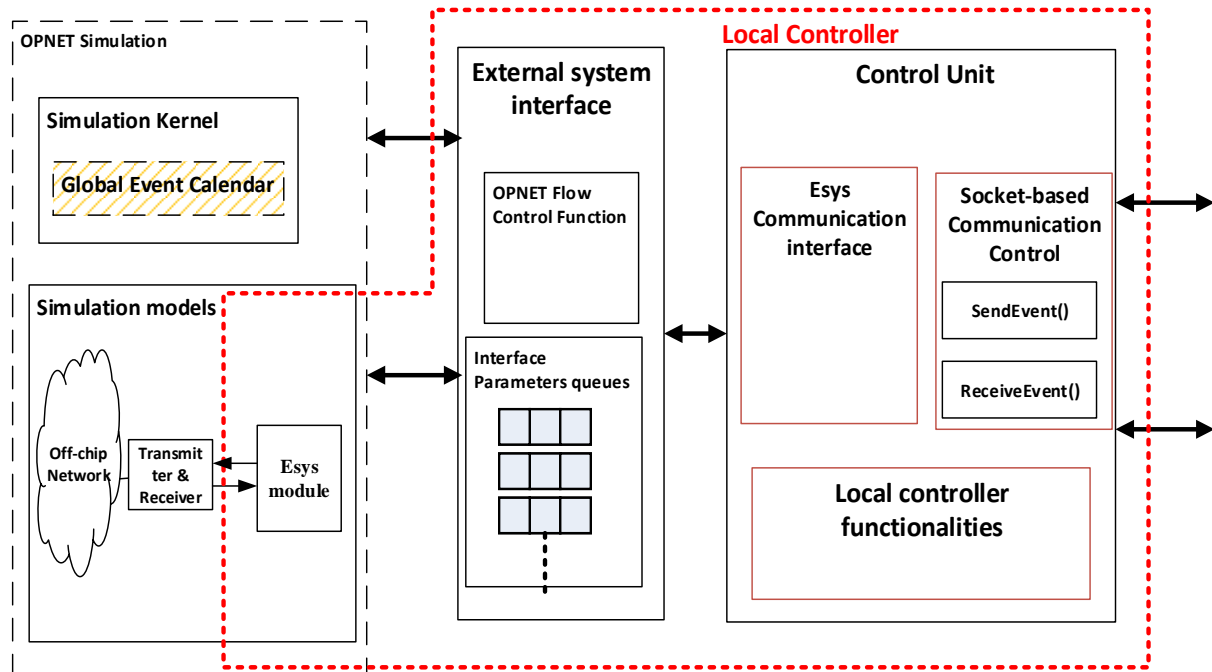 OPNET Simulation
Simulation Kernel
Global Event Calendar
Simulation models
Off-chip
Network
Transmit
ter &
Receiver
Esys
module
Local Controller
External system
interface
OPNET Flow
Control Function
Interface
Parameters queues
Control Unit
Esys
Communication
interface
Socket-based
Communication
Control
SendEvent()
ReceiveEvent()
Local controller
functionalities